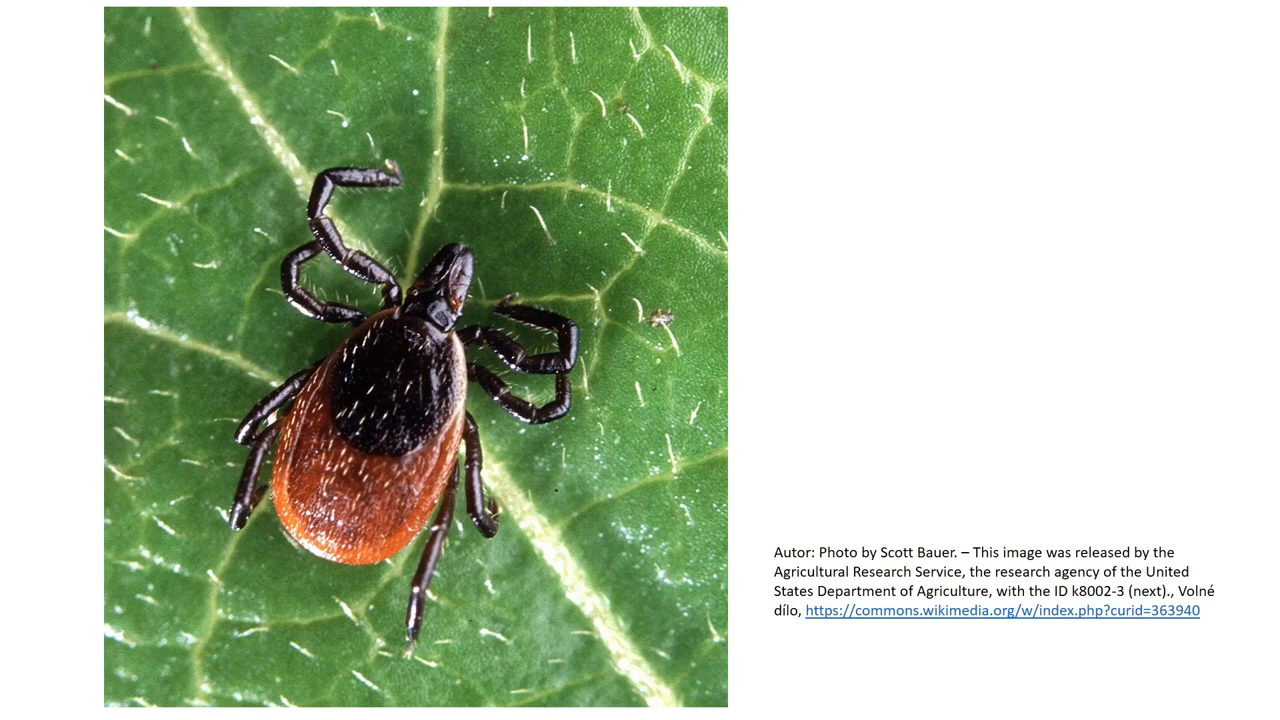 Autor: Photo by Scott Bauer. – This image was released by the
Agricultural Research Service, the research agency of the United
States Department of Agriculture, with the ID k8002-3 (next)., Volné
dílo, https://commons.wikimedia.org/w/index.php?curid=363940